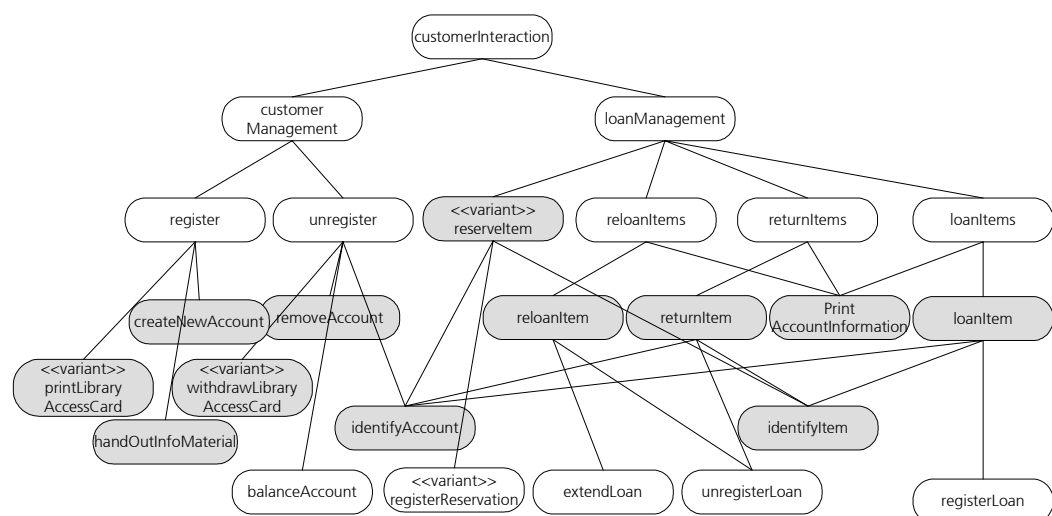 customerInteraction
customer
Management
loanManagement
register
unregister
<<variant>>
reserveItem
reloanItems
returnItems
loanItems
createNewAccount
removeAccount
reloanItem
returnItem
Print
AccountInformation
loanItem
<<variant>>
printLibrary
AccessCard
<<variant>>
withdrawLibrary
AccessCard
handOutInfoMaterial
identifyAccount
identifyItem
balanceAccount
<<variant>>
registerReservation
extendLoan
unregisterLoan
registerLoan